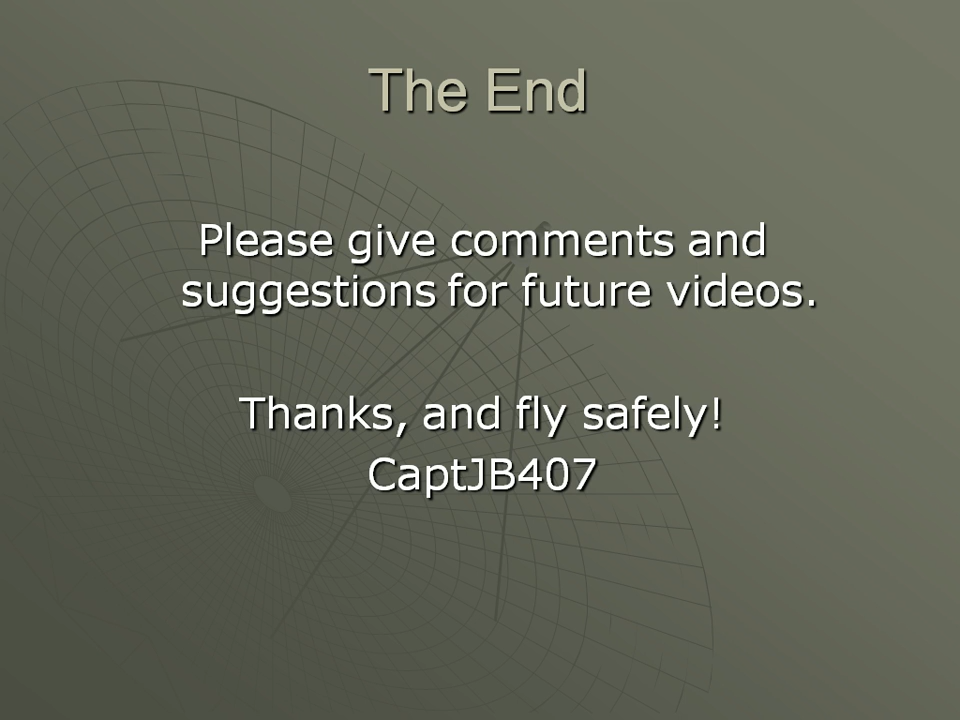 The End
Please give comments and
suggestions for future videos.
Thanks, and fly safely!
CaptJB407